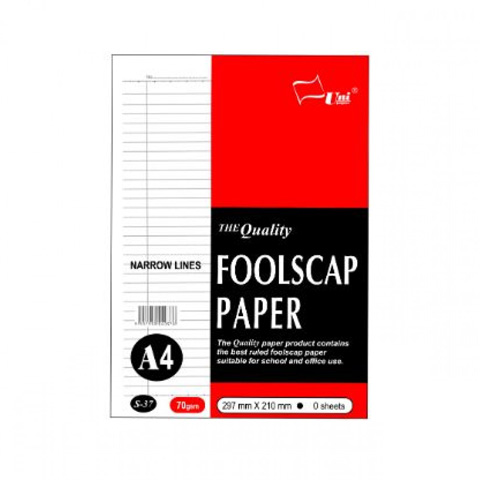 Uni
®
THE Quality
NARROW LINES
FOOLSCAP
PAPER
The Quality paper product contains
the best ruled foolscap paper
suitable for school and office use.
A4
S-37
70gsm
297 mm X 210 mm ● 0 sheets